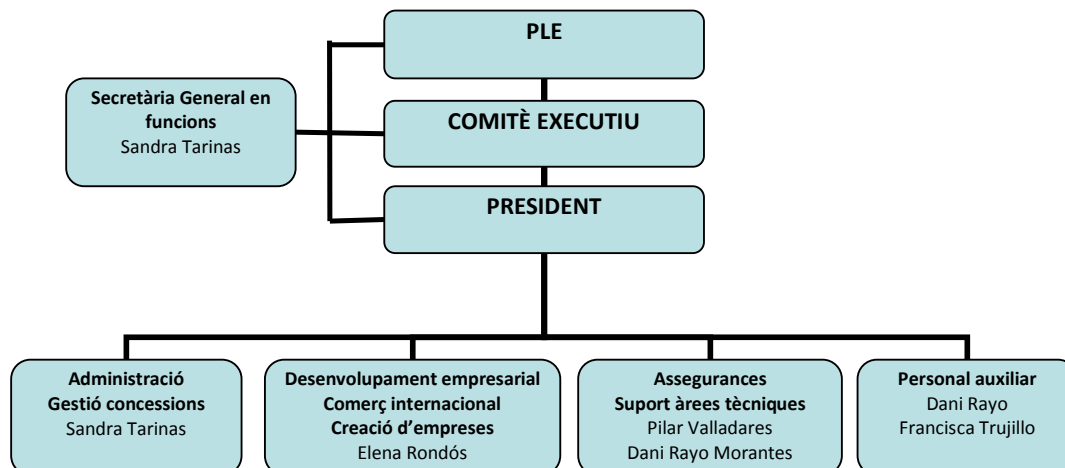 PLE
Secretària General en
funcions
Sandra Tarinas
COMITÈ EXECUTIU
PRESIDENT
Administració
Gestió concessions
Sandra Tarinas
Desenvolupament empresarial
Comerç internacional
Creació d’empreses
Elena Rondós
Assegurances
Suport àrees tècniques
Pilar Valladares
Dani Rayo Morantes
Personal auxiliar
Dani Rayo
Francisca Trujillo